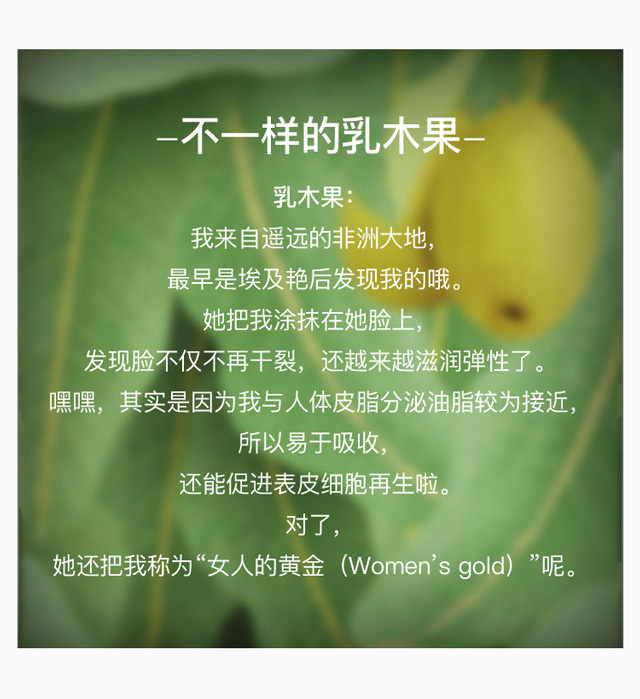 –不一样的乳木果–
乳木果：
我来自遥远的非洲大地，
最早是埃及艳后发现我的哦。
她把我涂抹在她脸上，
发现脸不仅不再干裂，还越来越滋润弹性了。
嘿嘿，其实是因为我与人体皮脂分泌油脂较为接近，
所以易于吸收，
还能促进表皮细胞再生啦。
对了，
她还把我称为“女人的黄金（Women’s gold）”呢。